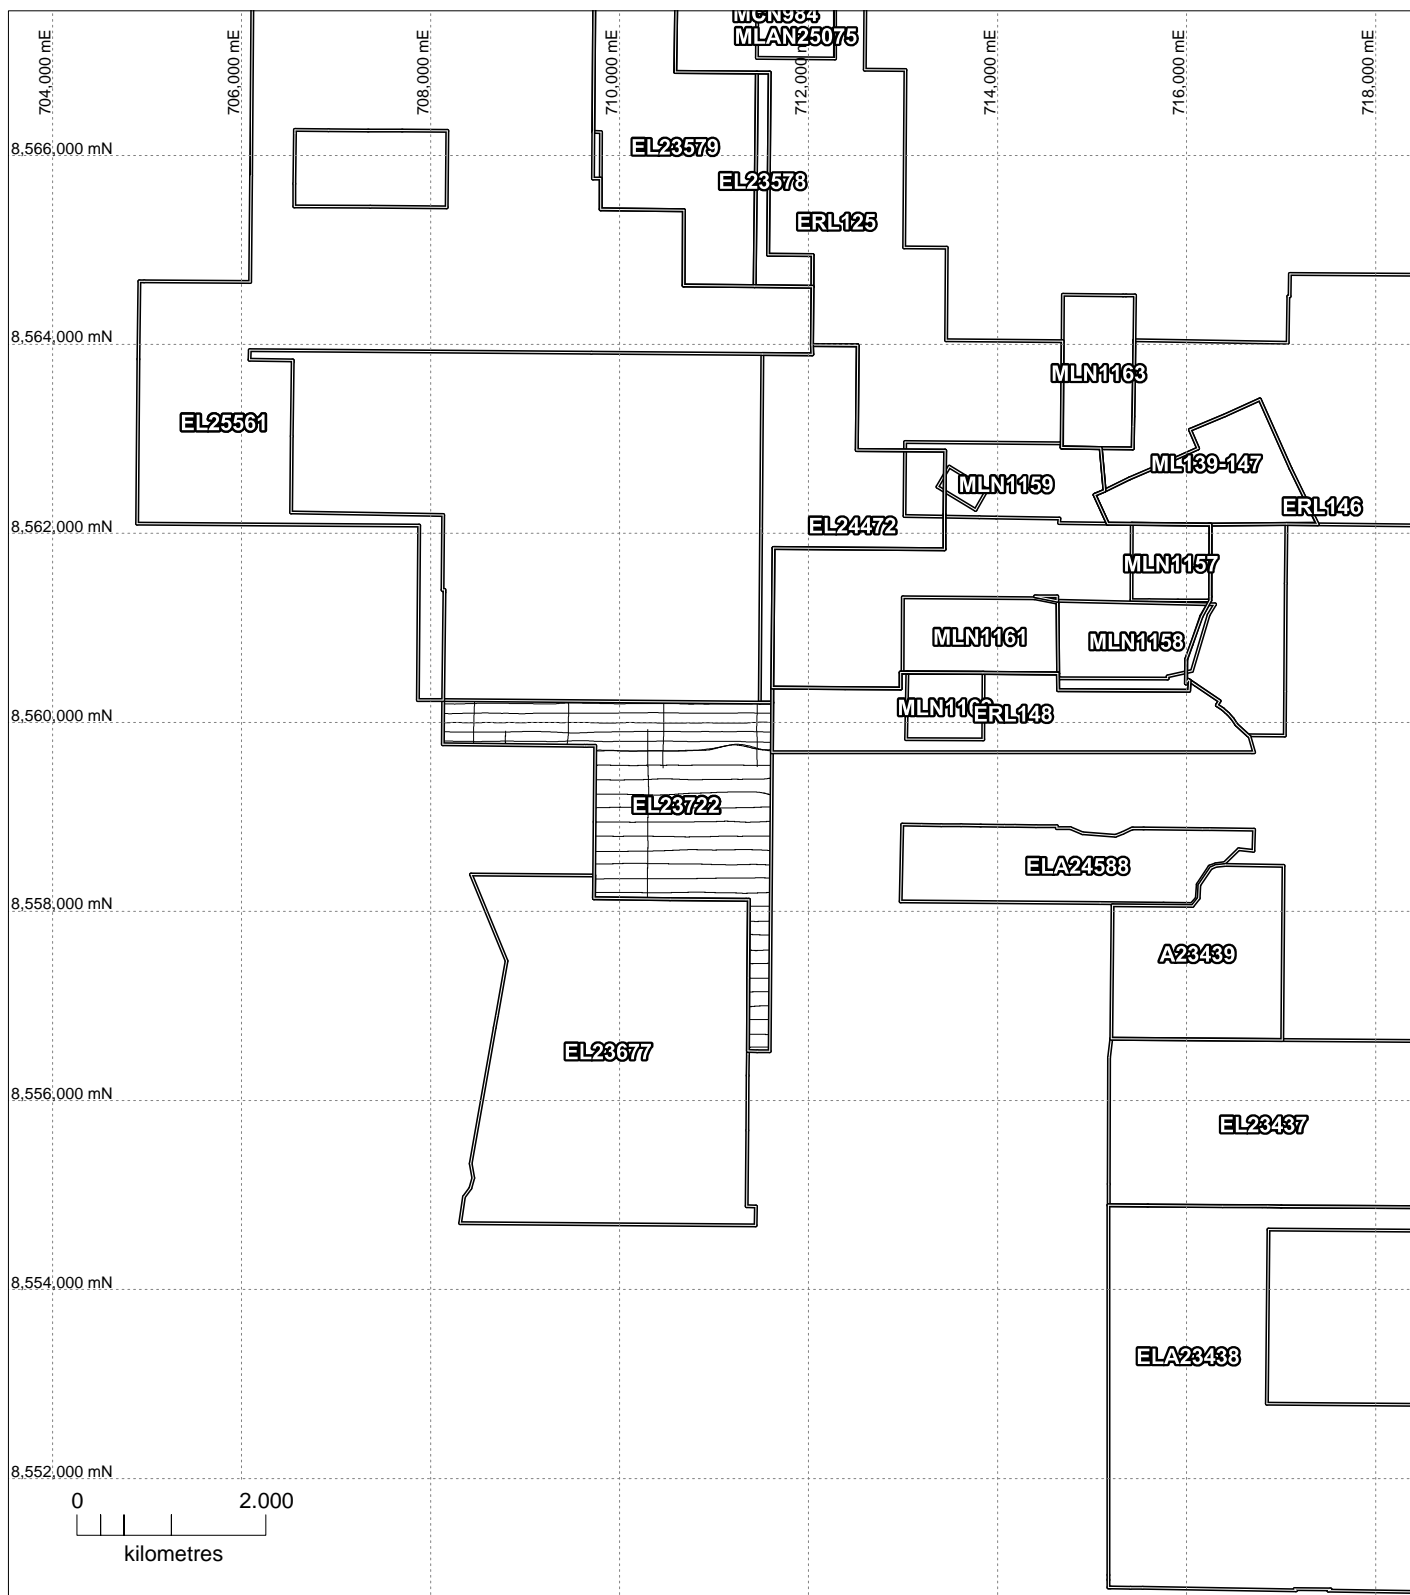 MCN984
MLAN25075
704,000 mE
706,000 mE
708,000 mE
710,000 mE
712,000 mE
714,000 mE
716,000 mE
718,000 mE
8,566,000 mN
EL23579
EL23578
ERL125
8,564,000 mN
MLN1163
EL25561
ML139-147
MLN1159
ERL146
8,562,000 mN
EL24472
MLN1157
MLN1161
MLN1158
8,560,000 mN
ERL148
EL23722
ELA24588
8,558,000 mN
A23439
EL23677
8,556,000 mN
EL23437
8,554,000 mN
ELA23438
8,552,000 mN
0 2.000
kilometres